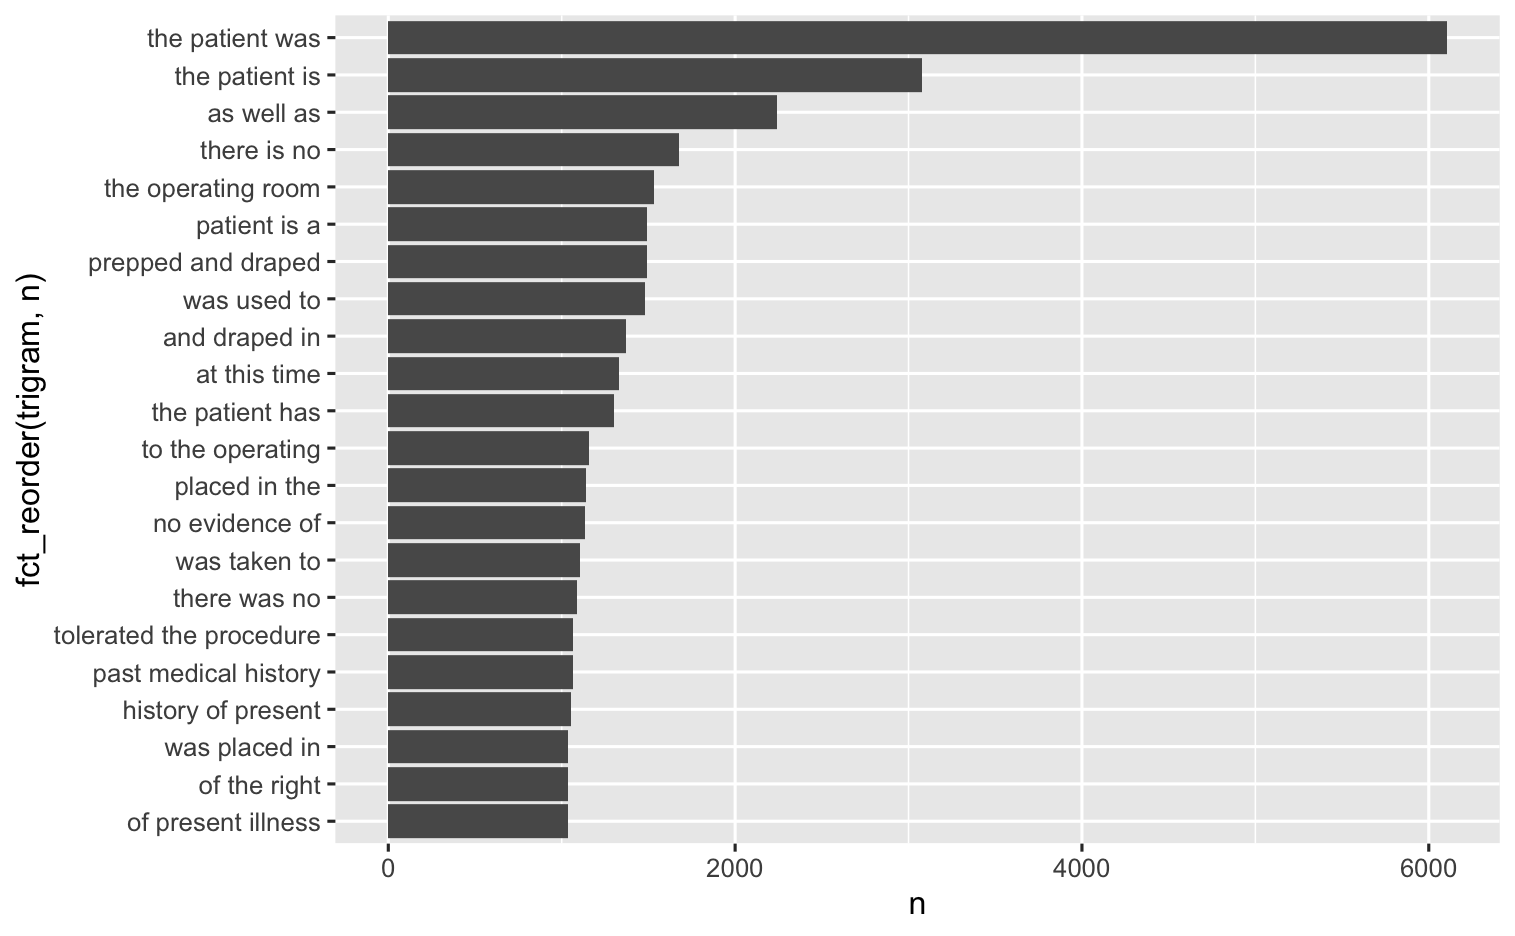 the patient was
the patient is
as well as
there is no
the operating room
patient is a
prepped and draped
was used to
and draped in
at this time
the patient has
to the operating
placed in the
no evidence of
was taken to
there was no
tolerated the procedure
past medical history
history of present
was placed in
of the right
of present illness
fct_reorder(trigram, n)
0 2000 4000 6000
n